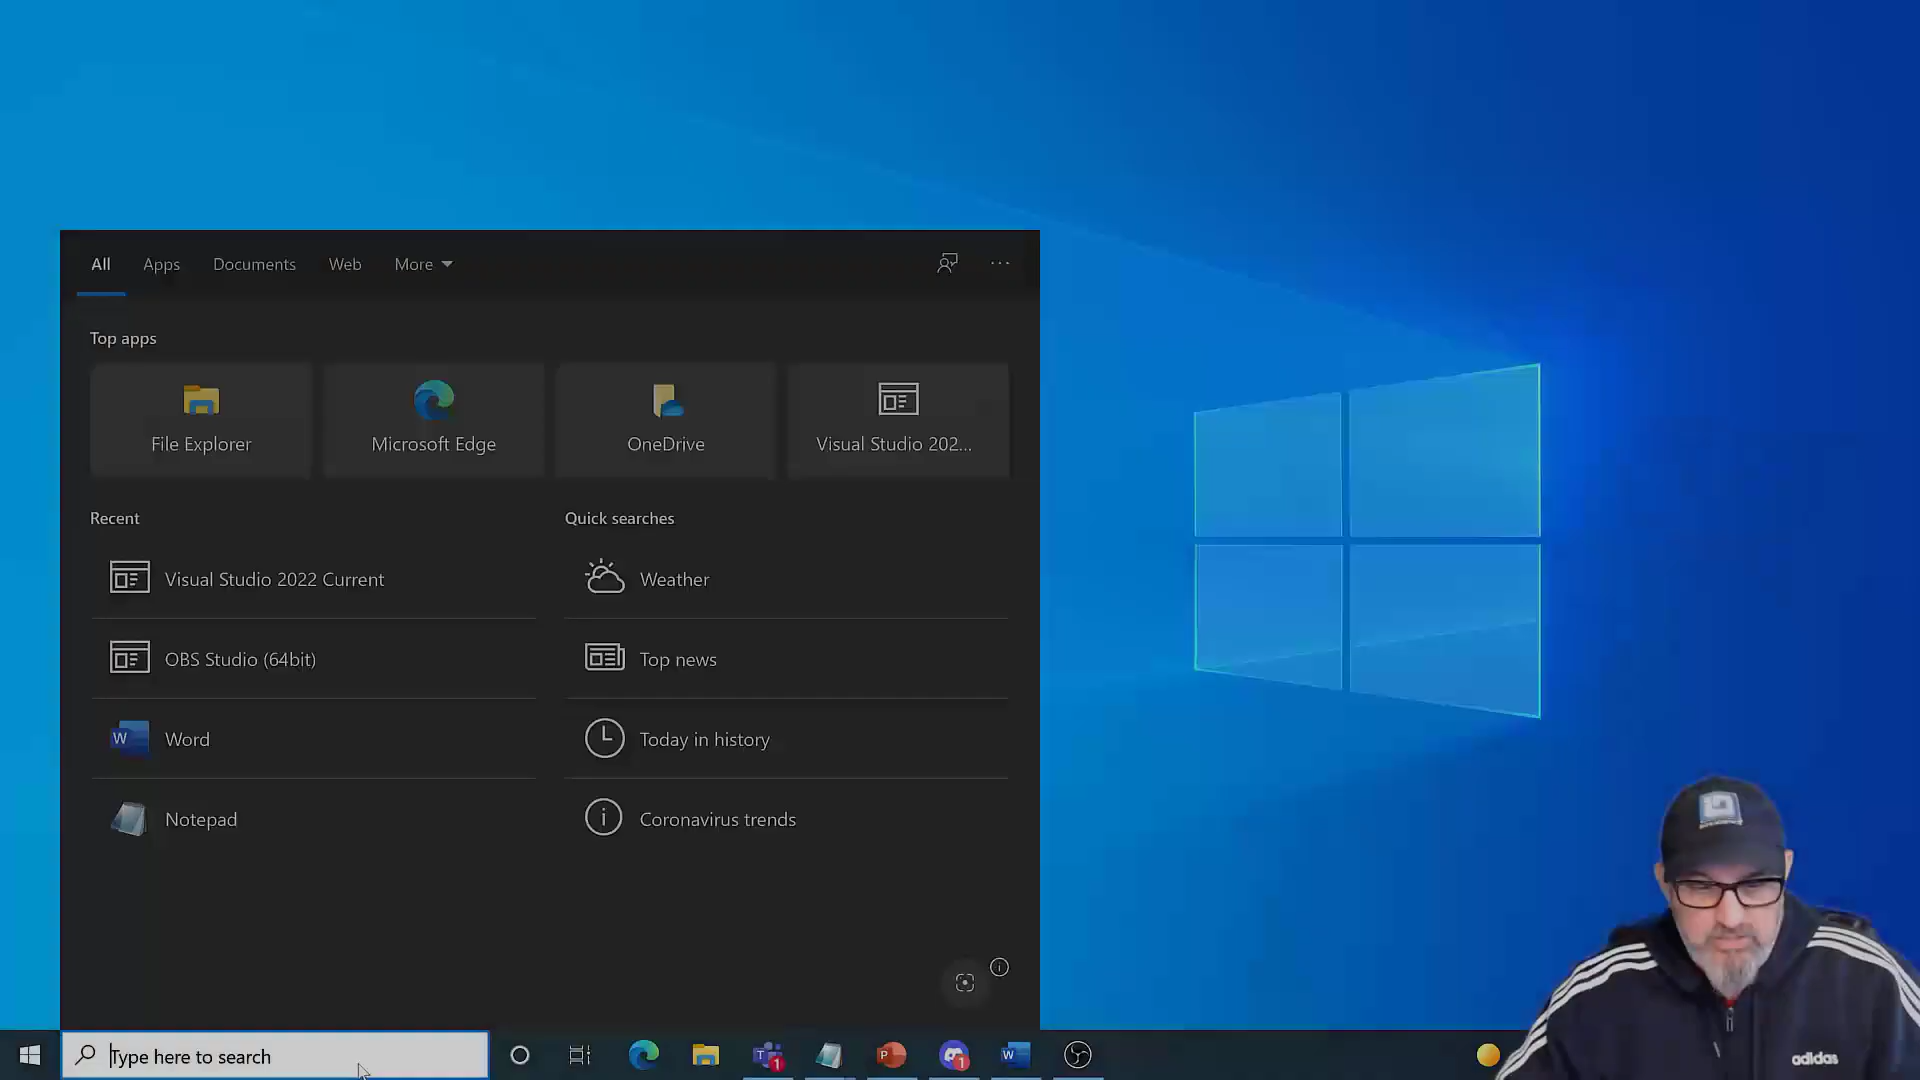 All Apps Documents Web More
Top apps
File Explorer Microsoft Edge OneDrive Visual Studio 202...
Recent Quick searches
Visual Studio 2022 Current Weather
OBS Studio (64bit) Top news
Word Today in history
Notepad Coronavirus trends
Type here to search
1
1
adidas